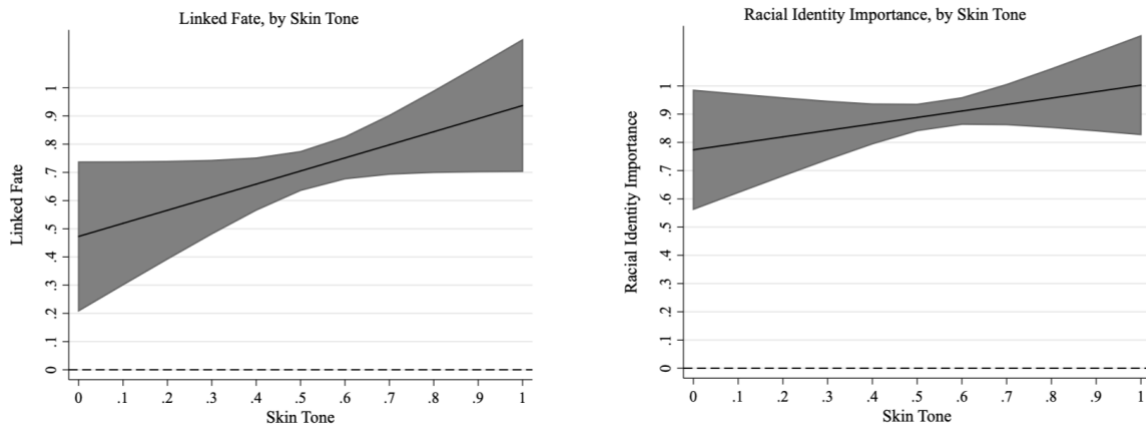 Linked Fate, by Skin Tone
Linked Fate
1
.9
.8
.7
.6
.5
.4
.3
.2
.1
0
0 .1 .2 .3 .4 .5 .6 .7 .8 .9 1
Skin Tone
Racial Identity Importance, by Skin Tone
Racial Identity Importance
1
.9
.8
.7
.6
.5
.4
.3
.2
.1
0
0 .1 .2 .3 .4 .5 .6 .7 .8 .9 1
Skin Tone